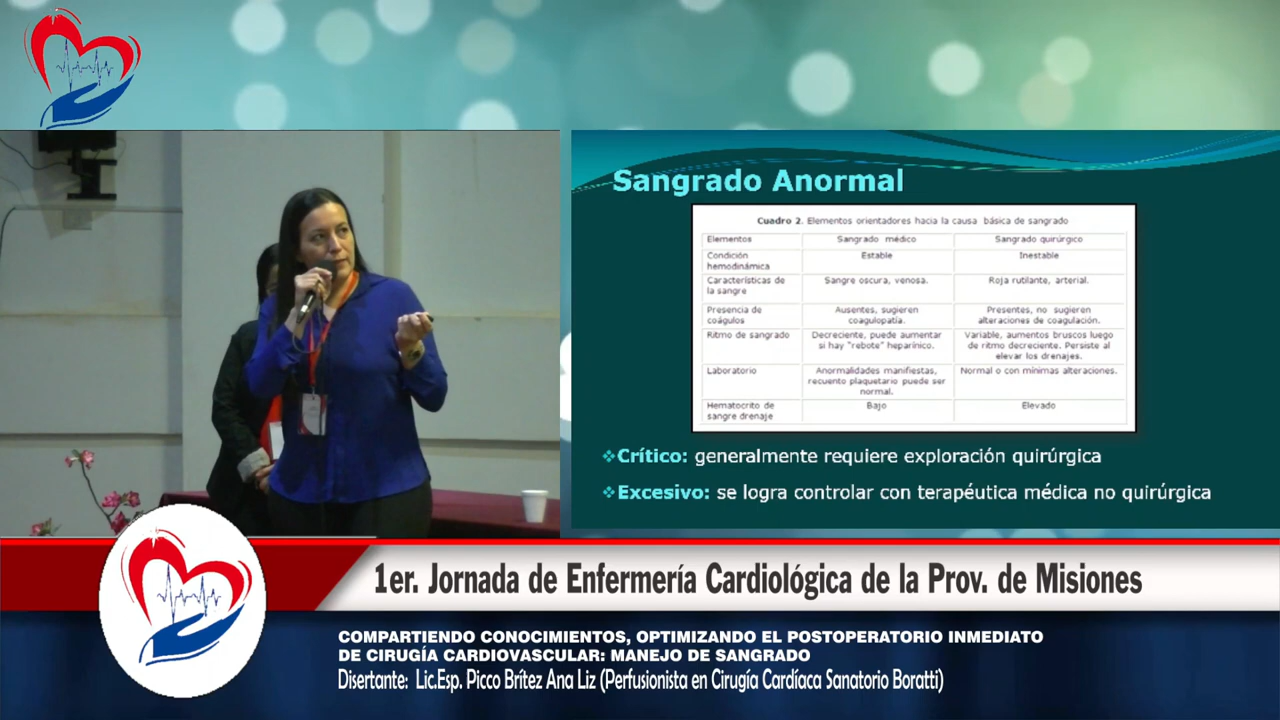 Sangrado Anormal
Cuadro 2. Elementos orientadores hacia la causa básica de sangrado
Elementos Sangrado médico Sangrado quirúrgico
Condición hemodinámica Estable Inestable
Características de la sangre Sangre oscura, venosa. Roja rutilante, arterial.
Presencia de coágulos Ausentes, sugieren coagulopatía. Presentes, no sugieren alteraciones de coagulación.
Ritmo de sangrado Decreciente, puede aumentar si hay "rebote" heparínico. Variable, aumentos bruscos luego de ritmo decreciente. Persiste al elevar los drenajes.
Laboratorio Anormalidades manifiestas, recuento plaquetario puede ser normal. Normal o con mínimas alteraciones.
Hematocrito de sangre drenaje Bajo Elevado
❖Crítico: generalmente requiere exploración quirúrgica
❖Excesivo: se logra controlar con terapéutica médica no quirúrgica
1er. Jornada de Enfermería Cardiológica de la Prov. de Misiones
COMPARTIENDO CONOCIMIENTOS, OPTIMIZANDO EL POSTOPERATORIO INMEDIATO
DE CIRUGÍA CARDIOVASCULAR: MANEJO DE SANGRADO
Disertante: Lic.Esp. Picco Brítez Ana Liz (Perfusionista en Cirugía Cardíaca Sanatorio Boratti)